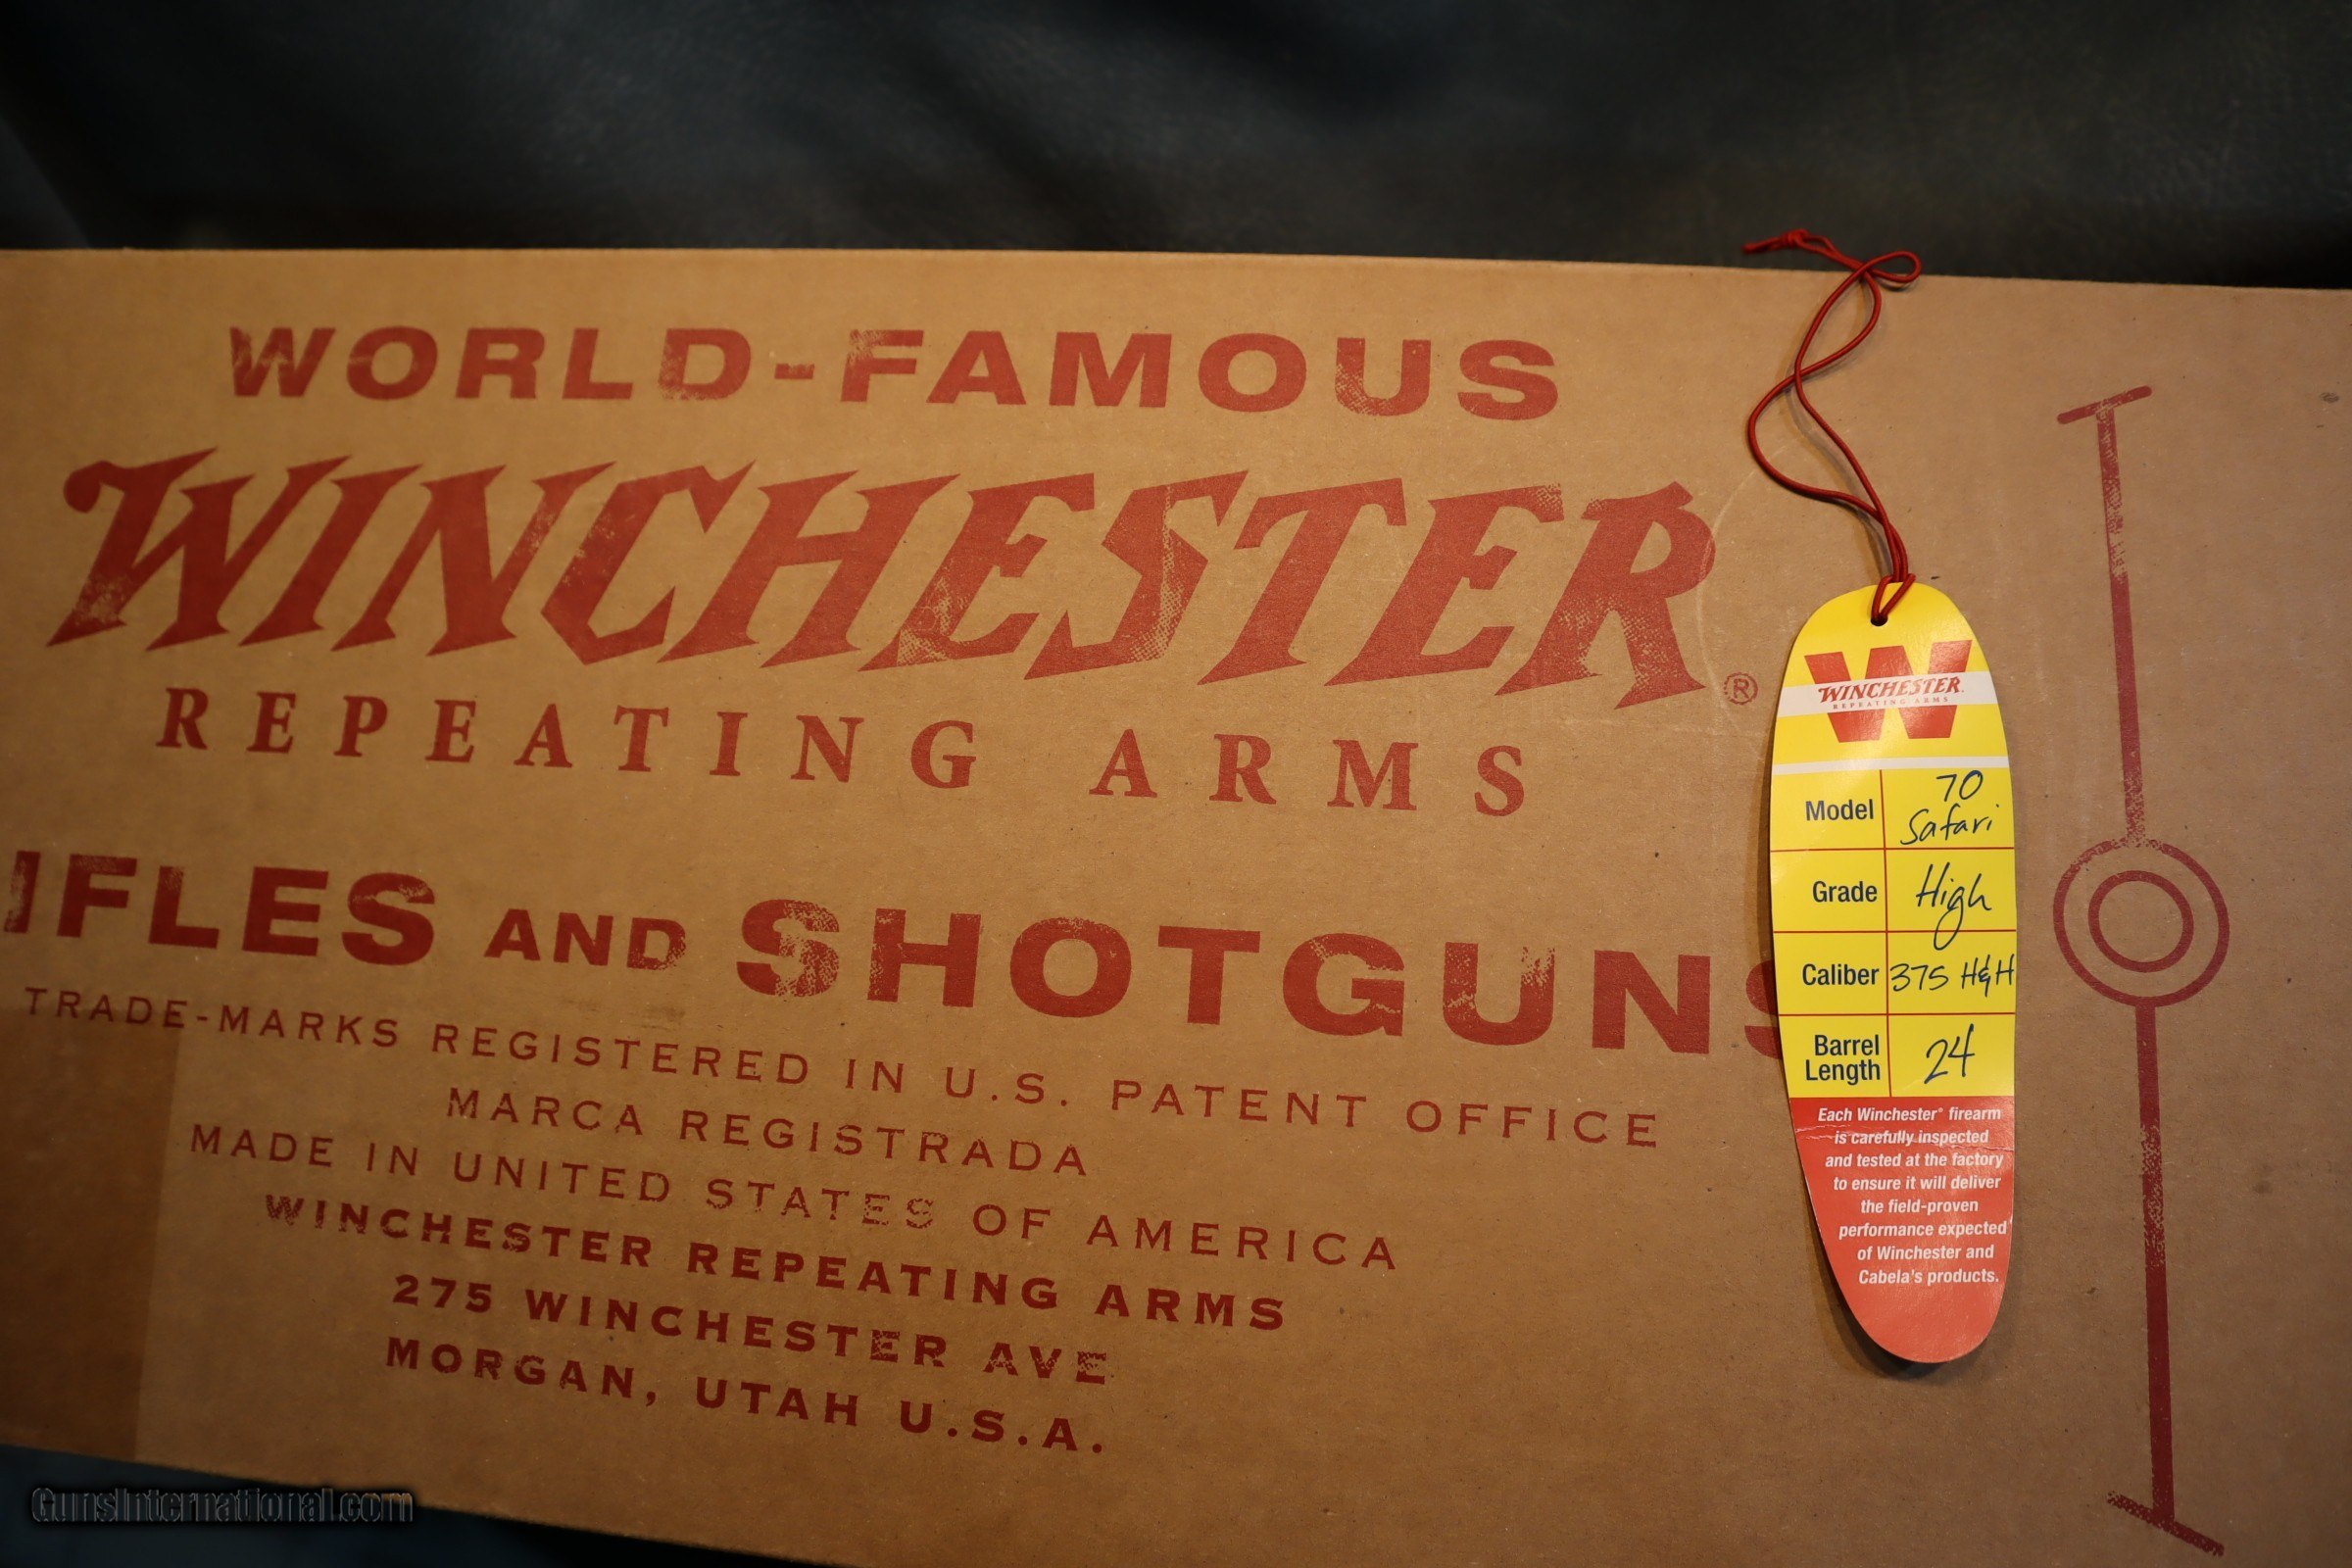 WORLD-FAMOUS
WINCHESTER®
REPEATING ARMS
IFLES AND SHOTGUNS
TRADE-MARKS REGISTERED IN U.S. PATENT OFFICE
MARCA REGISTRADA
MADE IN UNITED STATES OF AMERICA
WINCHESTER REPEATING ARMS
275 WINCHESTER AVE
MORGAN, UTAH U.S.A.
W
WINCHESTER.
REPEATING ARMS
Model 70
Safari
Grade High
Caliber 375 H&H
Barrel
Length 24
Each Winchester® firearm
is carefully inspected
and tested at the factory
to ensure it will deliver
the field-proven
performance expected
of Winchester and
Cabela's products.
GunsInternational.com